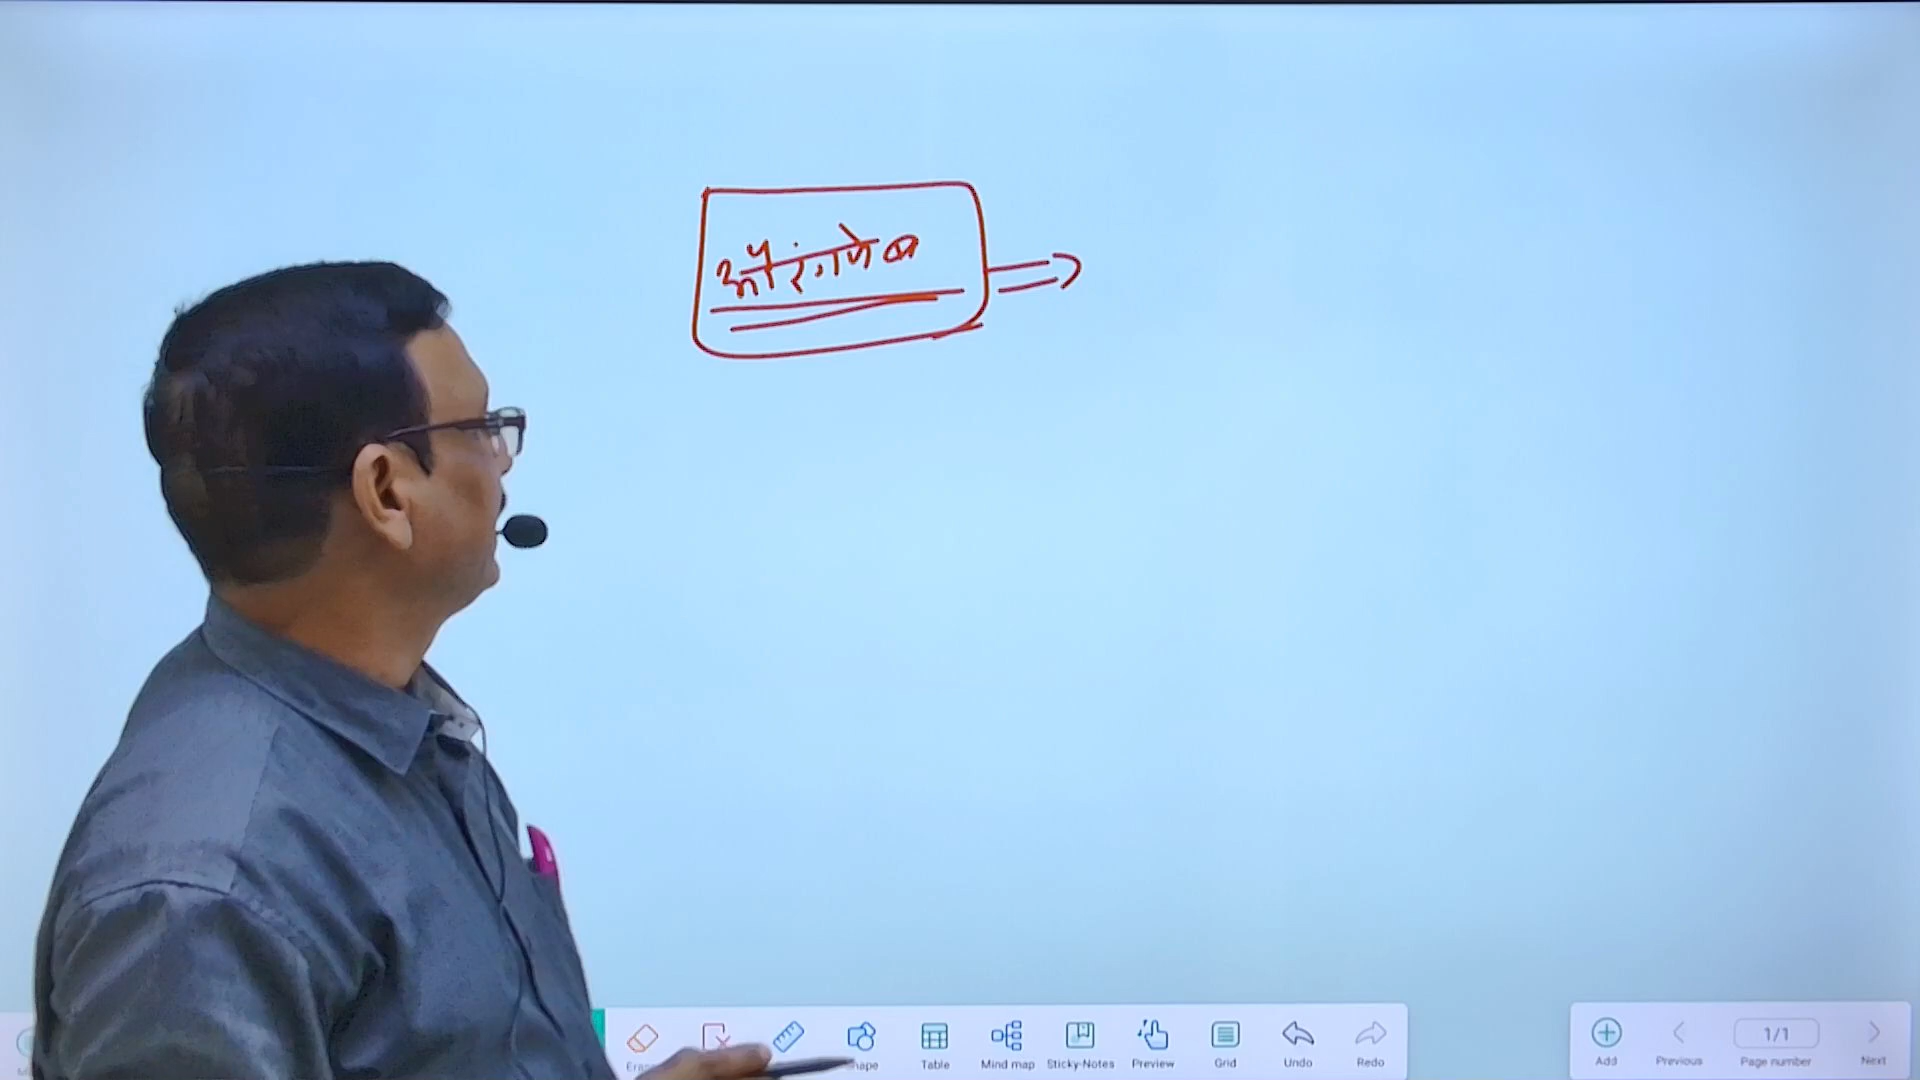 औरंगजेब
Table
Mind map
Sticky-Notes
Preview
Grid
Undo
Redo
Add
Previous
1/1
Page number
Next